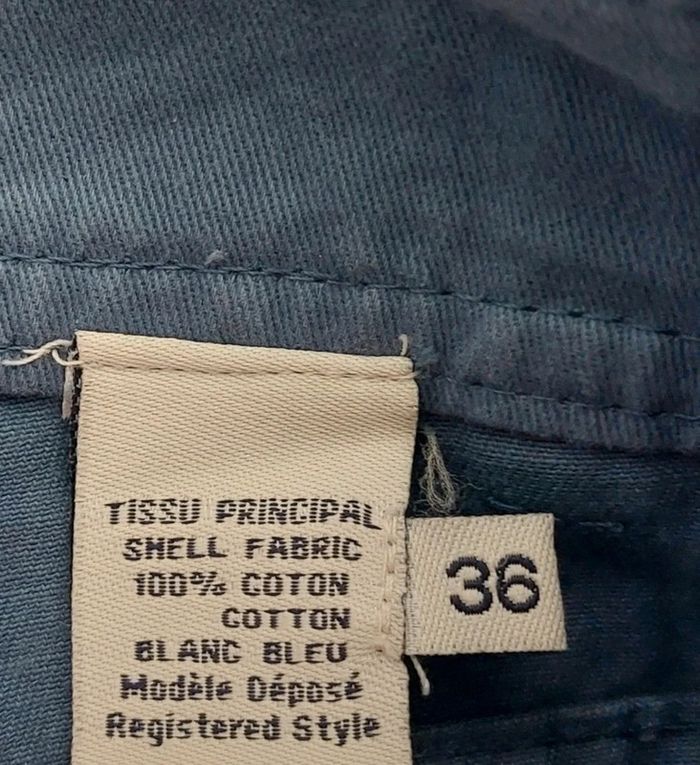 TISSU PRINCIPAL
SHELL FABRIC
100% COTON
COTTON
BLANC BLEU
Modèle Déposé
Registered Style
36